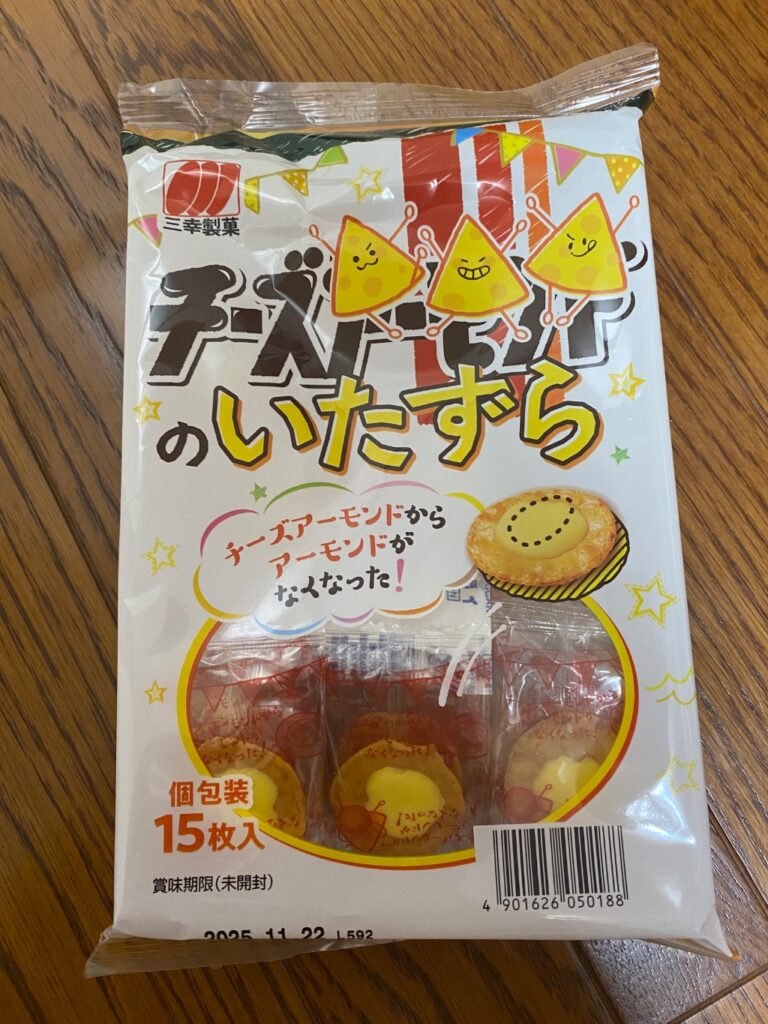 三幸製菓
チーズアーモンド
のいたずら
チーズアーモンドから
アーモンドが
なくなった!
個包装
15枚入
賞味期限(未開封)
2025.11.22 L592
4 901626 050188